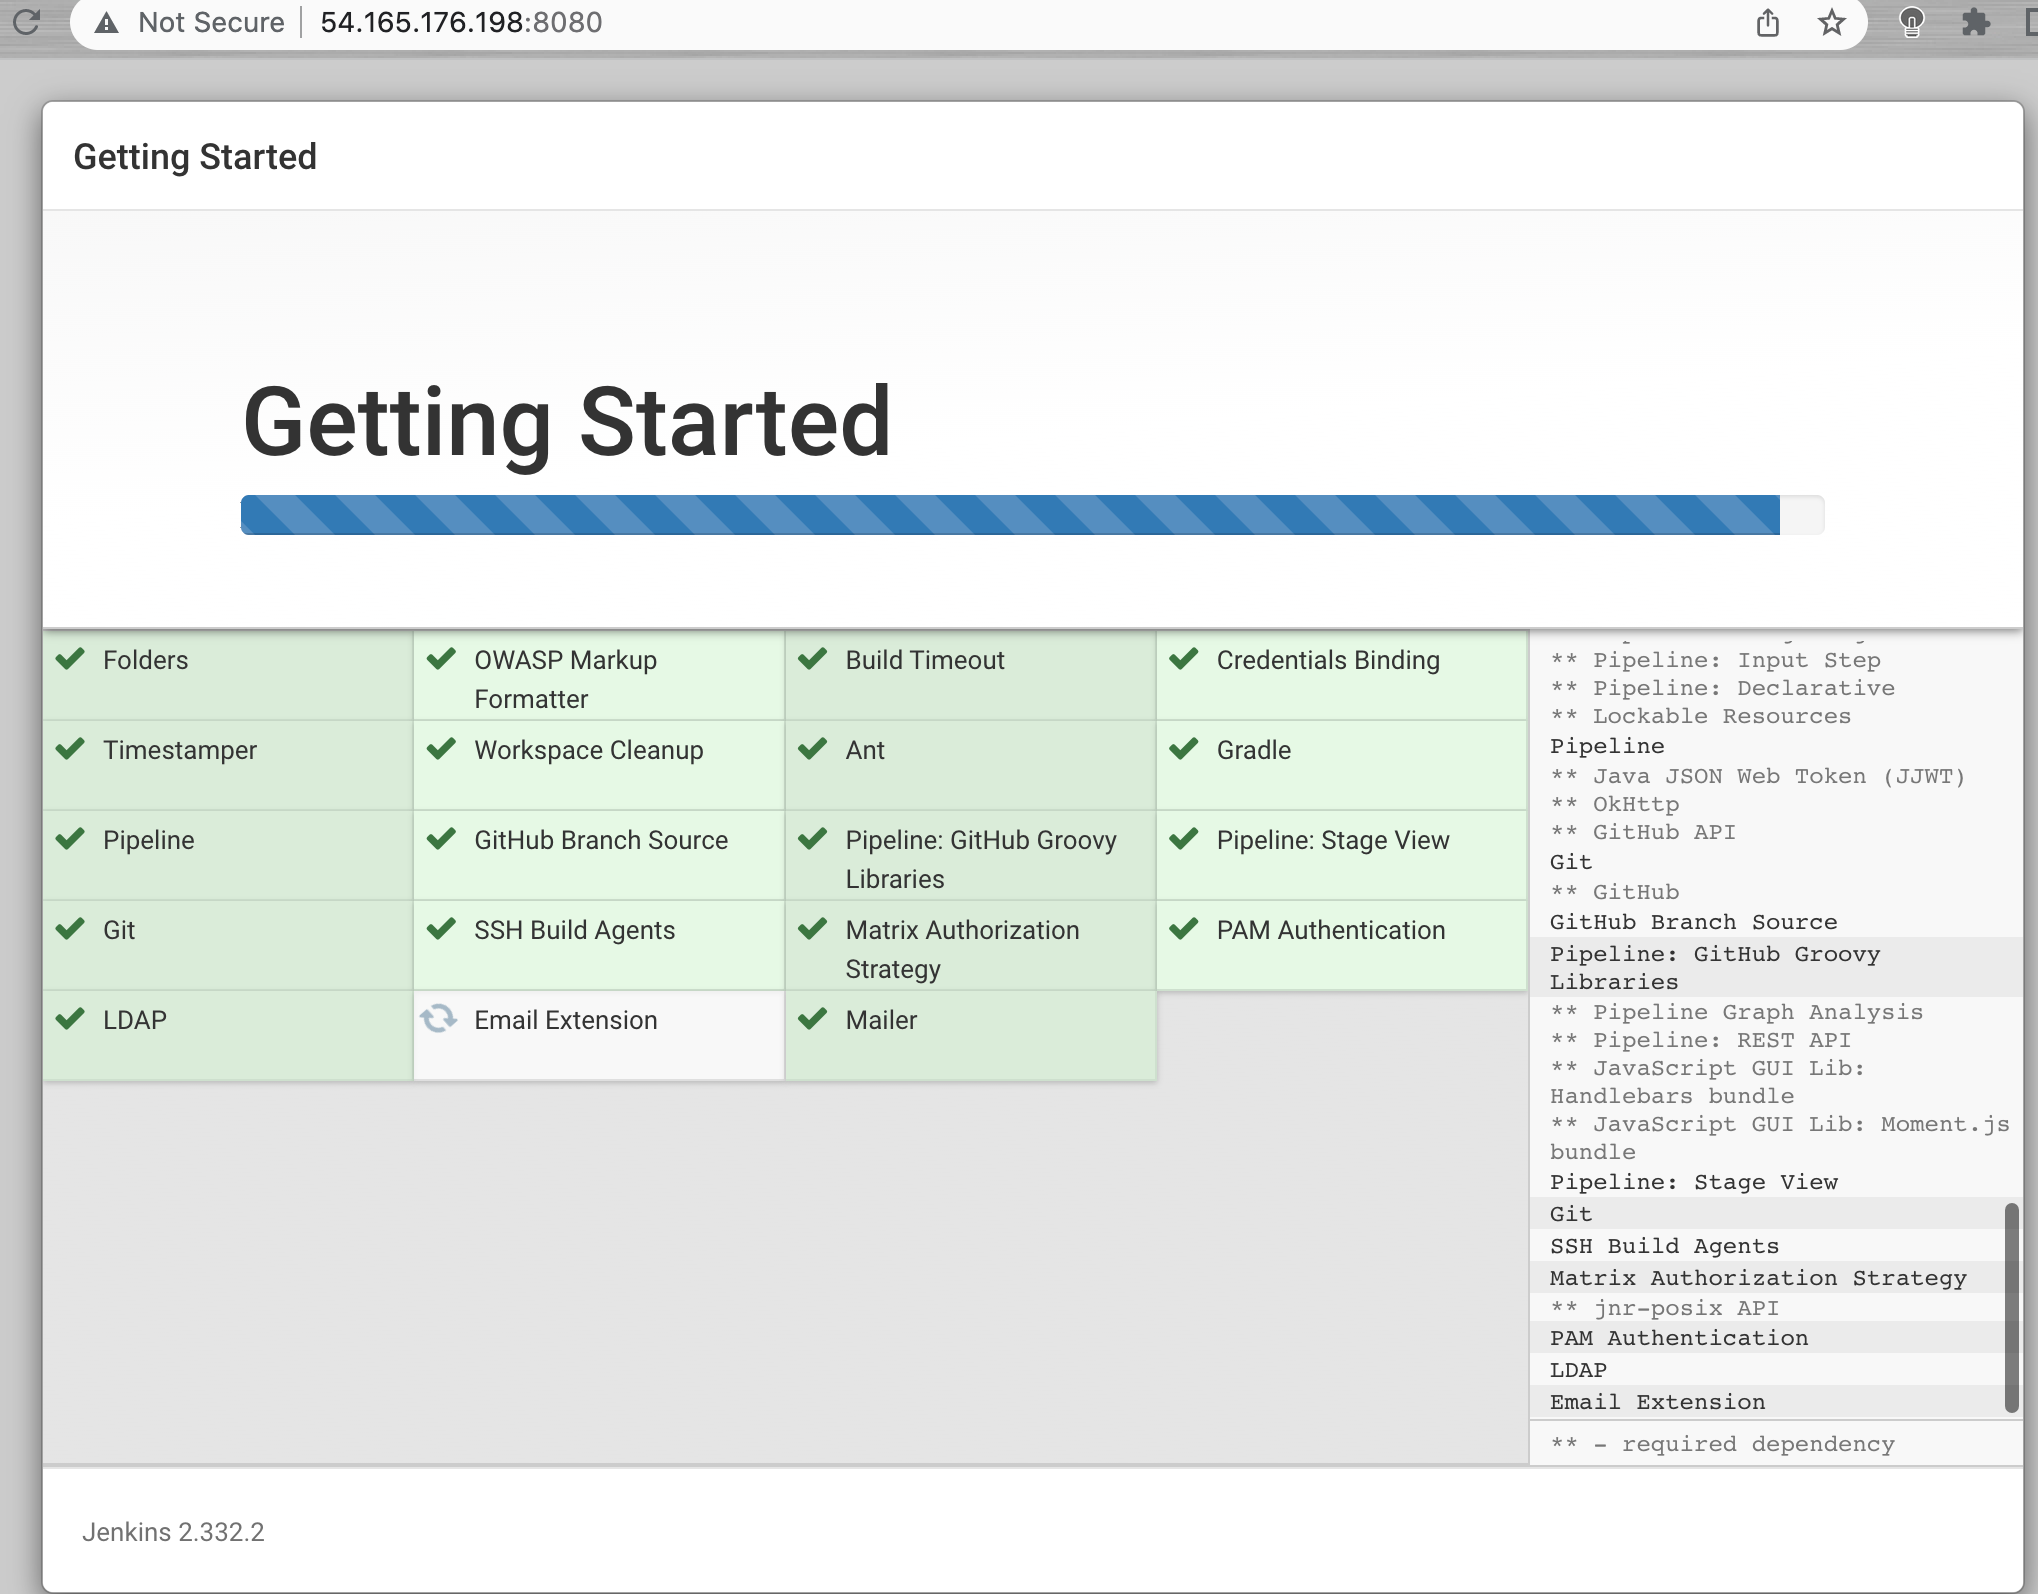 Not Secure
54.165.176.198:8080
Getting Started
Getting Started
Folders
OWASP Markup
Formatter
Build Timeout
Credentials Binding
Timestamper
Workspace Cleanup
Ant
Gradle
Pipeline
GitHub Branch Source
Pipeline: GitHub Groovy
Libraries
Pipeline: Stage View
Git
SSH Build Agents
Matrix Authorization
Strategy
PAM Authentication
LDAP
Email Extension
Mailer
** Pipeline: Input Step
** Pipeline: Declarative
** Lockable Resources
Pipeline
** Java JSON Web Token (JJWT)
** OkHttp
** GitHub API
Git
** GitHub
GitHub Branch Source
Pipeline: GitHub Groovy
Libraries
** Pipeline Graph Analysis
** Pipeline: REST API
** JavaScript GUI Lib:
Handlebars bundle
** JavaScript GUI Lib: Moment.js
bundle
Pipeline: Stage View
Git
SSH Build Agents
Matrix Authorization Strategy
** jnr-posix API
PAM Authentication
LDAP
Email Extension
** - required dependency
Jenkins 2.332.2